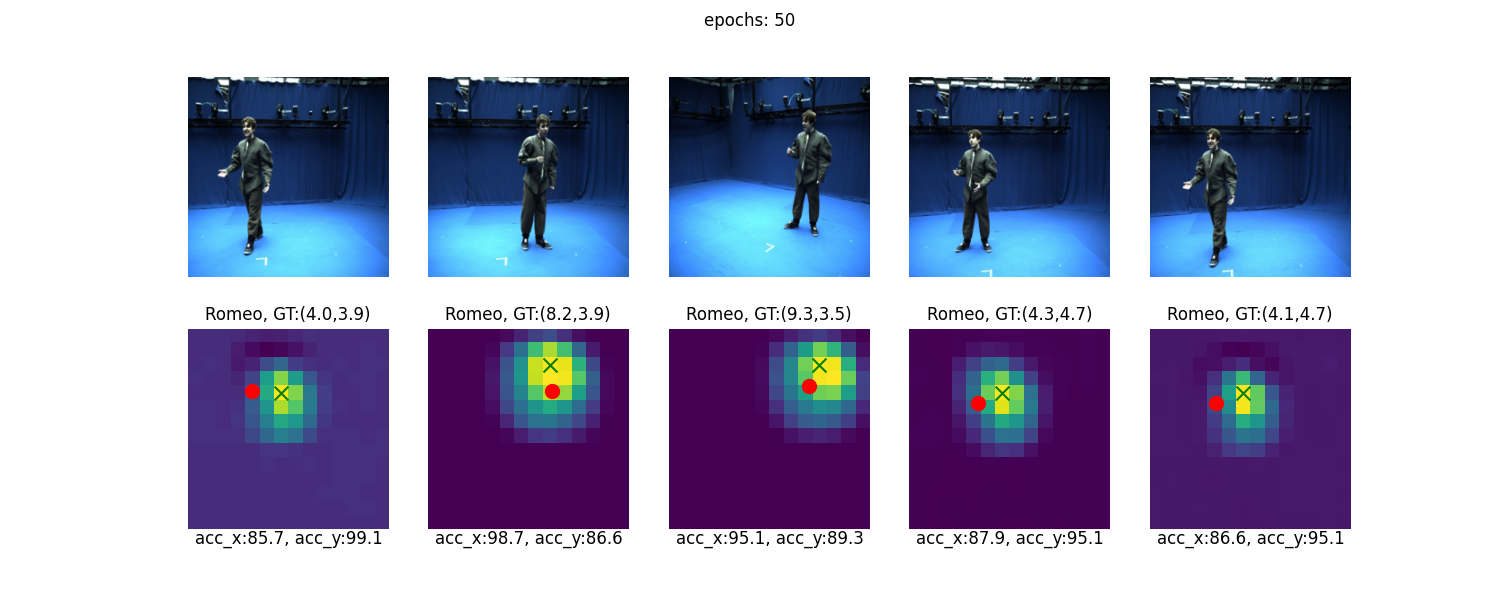 epochs: 50
Romeo, GT:(4.0,3.9)
Romeo, GT:(8.2,3.9)
Romeo, GT:(9.3,3.5)
Romeo, GT:(4.3,4.7)
Romeo, GT:(4.1,4.7)
acc_x:85.7, acc_y:99.1
acc_x:98.7, acc_y:86.6
acc_x:95.1, acc_y:89.3
acc_x:87.9, acc_y:95.1
acc_x:86.6, acc_y:95.1